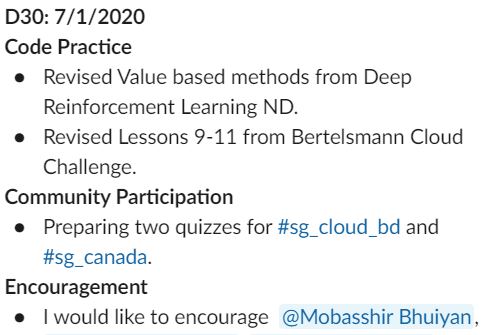 D30: 7/1/2020
Code Practice
● Revised Value based methods from Deep
Reinforcement Learning ND.
● Revised Lessons 9-11 from Bertelsmann Cloud
Challenge.
Community Participation
● Preparing two quizzes for #sg_cloud_bd and
#sg_canada.
Encouragement
● I would like to encourage @Mobasshir Bhuiyan,